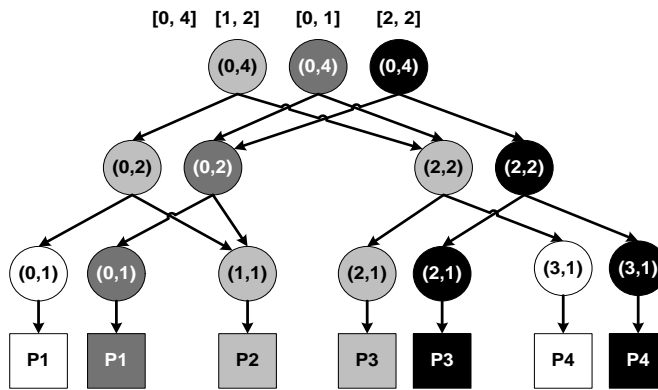 [0, 4] [1, 2] [0, 1] [2, 2]
(0,4) (0,4) (0,4)
(0,2) (0,2) (2,2) (2,2)
(0,1) (0,1) (1,1) (2,1) (2,1) (3,1) (3,1)
P1 P1 P2 P3 P3 P4 P4